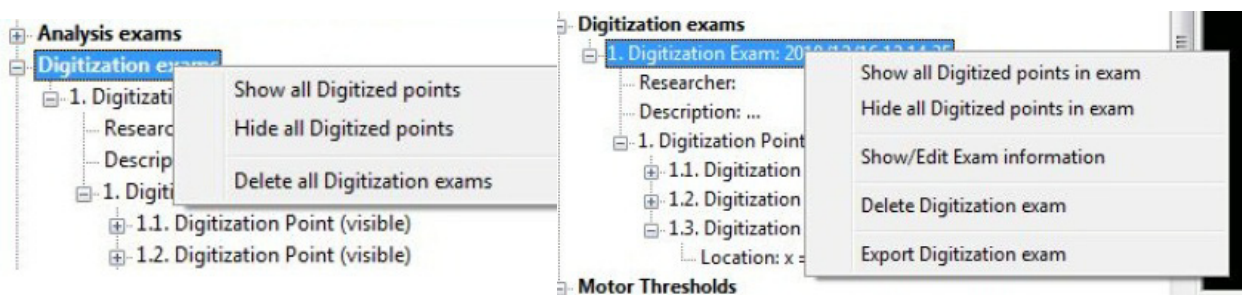 Analysis exams
Digitization exams
1. Digitizati
Researc
Descrip
1. Digiti
1.1. Digitization Point (visible)
1.2. Digitization Point (visible)
Show all Digitized points
Hide all Digitized points
Delete all Digitization exams
Digitization exams
1. Digitization Exam:
Researcher:
Description: ...
1. Digitization Point
1.1. Digitization
1.2. Digitization
1.3. Digitization
Location: x =
Motor Thresholds
Show all Digitized points in exam
Hide all Digitized points in exam
Show/Edit Exam information
Delete Digitization exam
Export Digitization exam